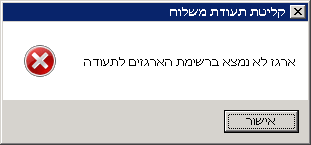 קליטת תעודת משלוח
ארגז לא נמצא ברשימת הארגזים לתעודה
אישור